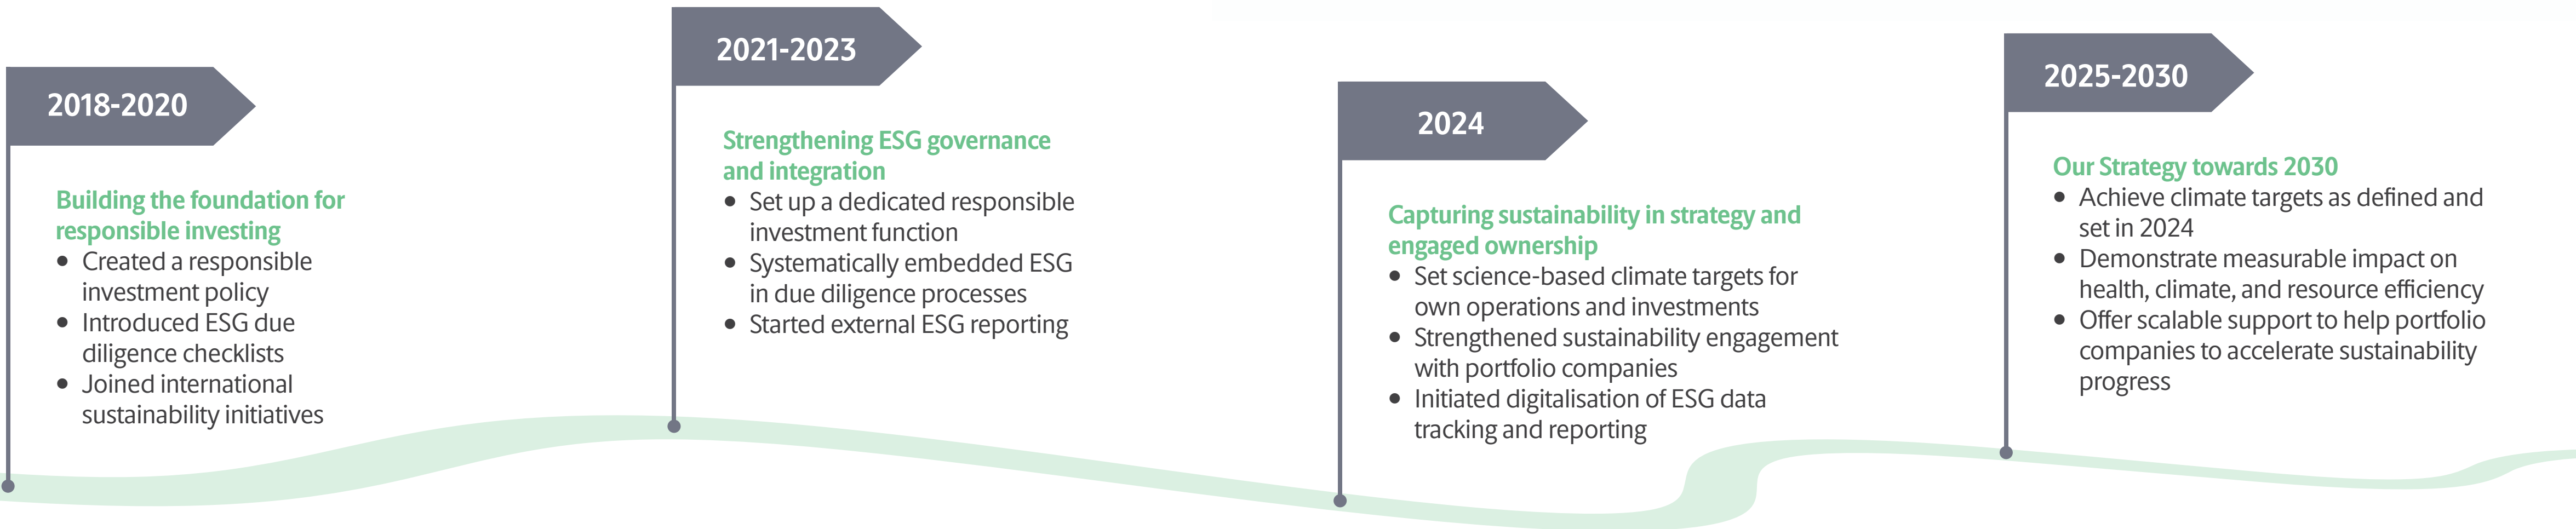 2018-2020
Building the foundation for
responsible investing
• Created a responsible
investment policy
• Introduced ESG due
diligence checklists
• Joined international
sustainability initiatives
2021-2023
Strengthening ESG governance
and integration
• Set up a dedicated responsible
investment function
• Systematically embedded ESG
in due diligence processes
• Started external ESG reporting
2024
Capturing sustainability in strategy and
engaged ownership
• Set science-based climate targets for
own operations and investments
• Strengthened sustainability engagement
with portfolio companies
• Initiated digitalisation of ESG data
tracking and reporting
2025-2030
Our Strategy towards 2030
• Achieve climate targets as defined and
set in 2024
• Demonstrate measurable impact on
health, climate, and resource efficiency
• Offer scalable support to help portfolio
companies to accelerate sustainability
progress